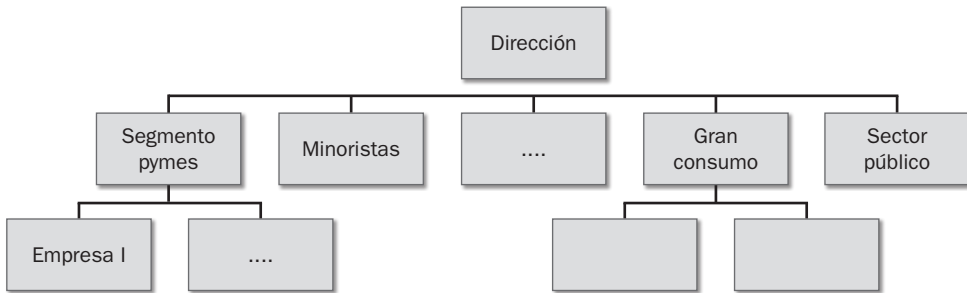 Dirección
Segmento
pymes
Minoristas
....
Gran
consumo
Sector
público
Empresa I
....